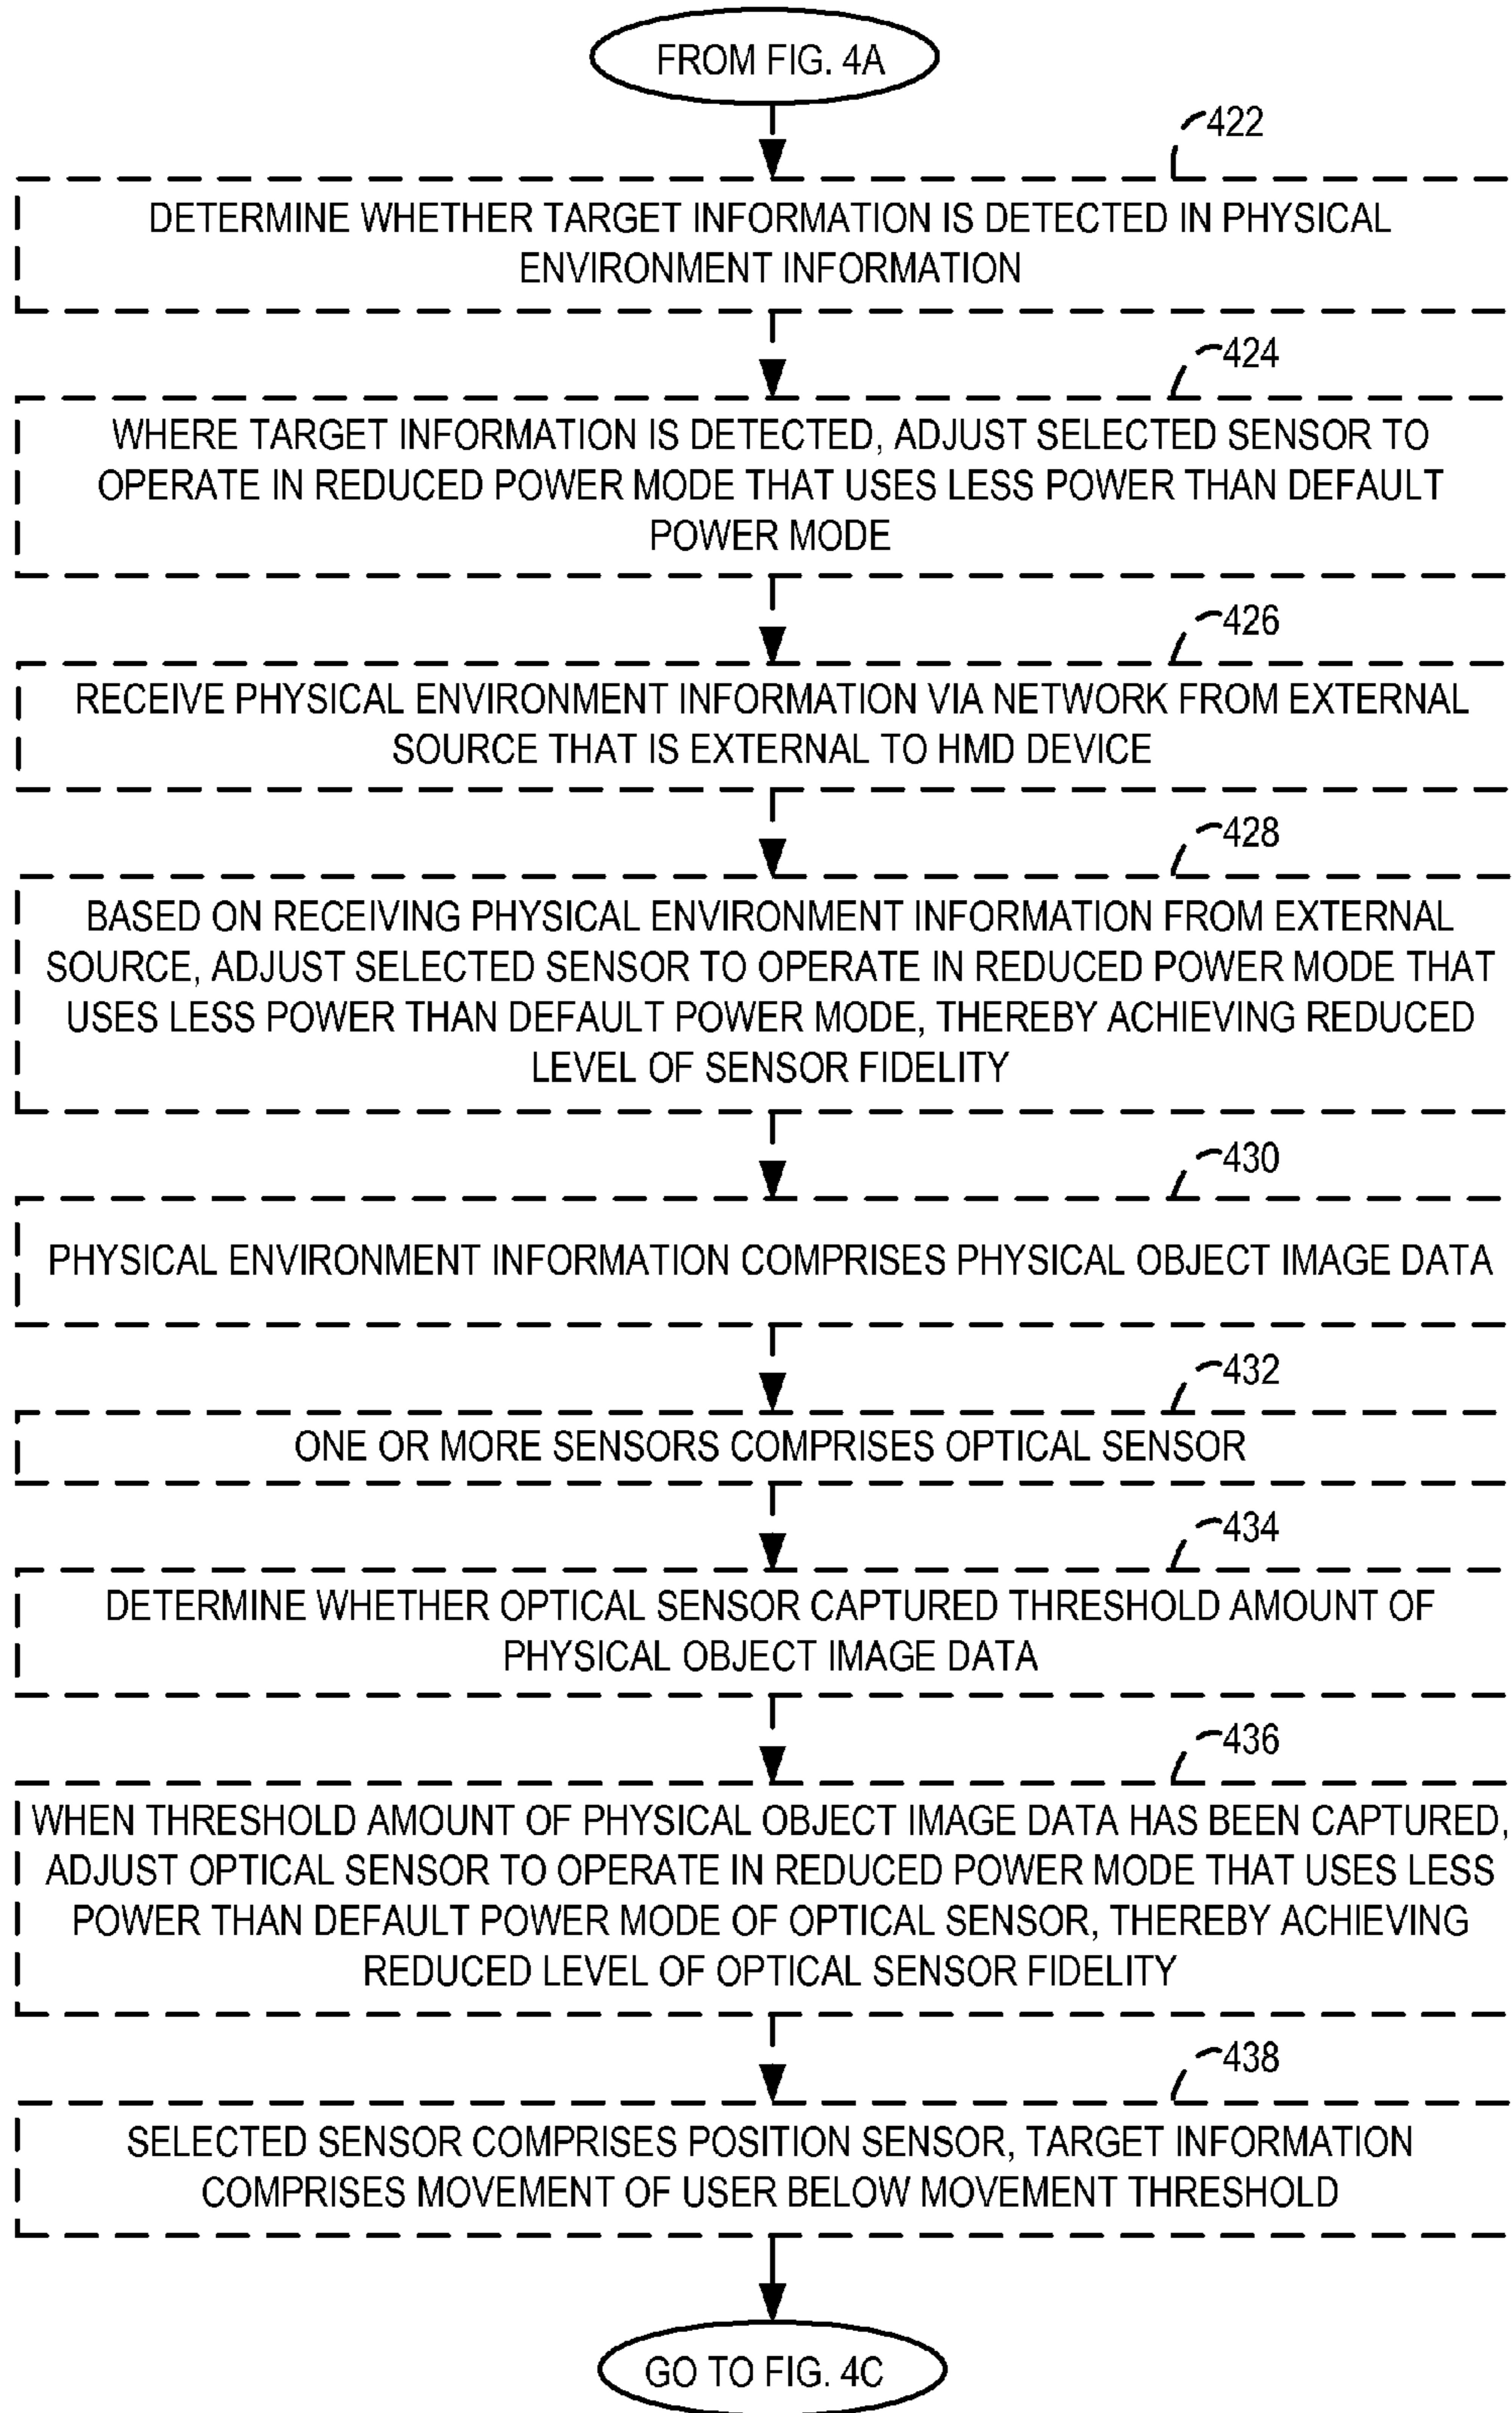 FROM FIG. 4A
422
DETERMINE WHETHER TARGET INFORMATION IS DETECTED IN PHYSICAL
ENVIRONMENT INFORMATION
424
WHERE TARGET INFORMATION IS DETECTED, ADJUST SELECTED SENSOR TO
OPERATE IN REDUCED POWER MODE THAT USES LESS POWER THAN DEFAULT
POWER MODE
426
RECEIVE PHYSICAL ENVIRONMENT INFORMATION VIA NETWORK FROM EXTERNAL
SOURCE THAT IS EXTERNAL TO HMD DEVICE
428
BASED ON RECEIVING PHYSICAL ENVIRONMENT INFORMATION FROM EXTERNAL
SOURCE, ADJUST SELECTED SENSOR TO OPERATE IN REDUCED POWER MODE THAT
USES LESS POWER THAN DEFAULT POWER MODE, THEREBY ACHIEVING REDUCED
LEVEL OF SENSOR FIDELITY
430
PHYSICAL ENVIRONMENT INFORMATION COMPRISES PHYSICAL OBJECT IMAGE DATA
432
ONE OR MORE SENSORS COMPRISES OPTICAL SENSOR
434
DETERMINE WHETHER OPTICAL SENSOR CAPTURED THRESHOLD AMOUNT OF
PHYSICAL OBJECT IMAGE DATA
436
WHEN THRESHOLD AMOUNT OF PHYSICAL OBJECT IMAGE DATA HAS BEEN CAPTURED,
ADJUST OPTICAL SENSOR TO OPERATE IN REDUCED POWER MODE THAT USES LESS
POWER THAN DEFAULT POWER MODE OF OPTICAL SENSOR, THEREBY ACHIEVING
REDUCED LEVEL OF OPTICAL SENSOR FIDELITY
438
SELECTED SENSOR COMPRISES POSITION SENSOR, TARGET INFORMATION
COMPRISES MOVEMENT OF USER BELOW MOVEMENT THRESHOLD
GO TO FIG. 4C